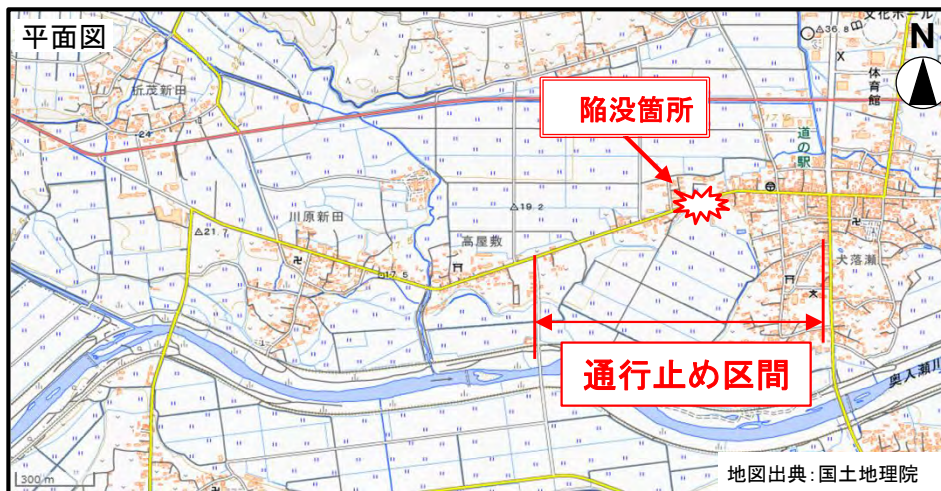 平面図
文化ホール
36.8
N
体育館
折茂新田
24
陥没箇所
道の駅
19.2
川原新田
21.7
高屋敷
17.5
犬落瀬
通行止め区間
奥入瀬川
300 m
地図出典:国土地理院